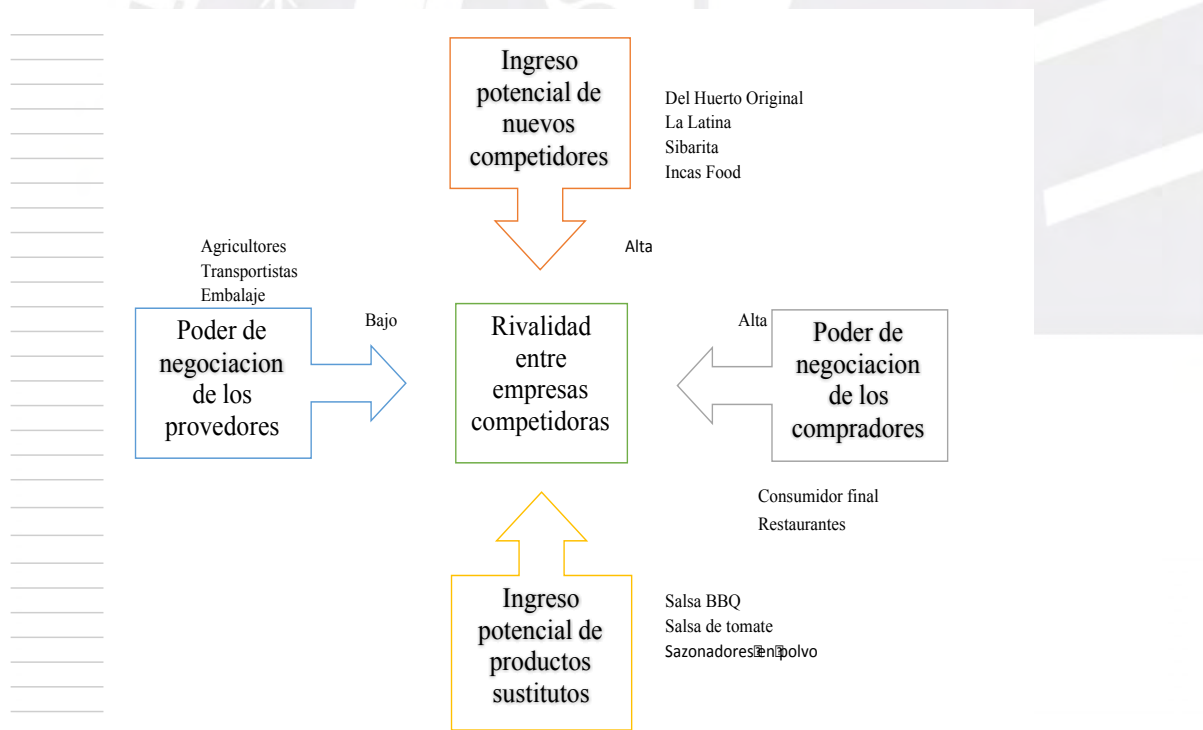 Ingreso
potencial de
nuevos
competidores
Del Huerto Original
La Latina
Sibarita
Incas Food
Alta
Agricultores
Transportistas
Embalaje
Poder de
negociacion
de los
provedores
Bajo
Rivalidad
entre
empresas
competidoras
Alta
Poder de
negociacion
de los
compradores
Consumidor final
Restaurantes
Ingreso
potencial de
productos
sustitutos
Salsa BBQ
Salsa de tomate
Sazonadores en polvo